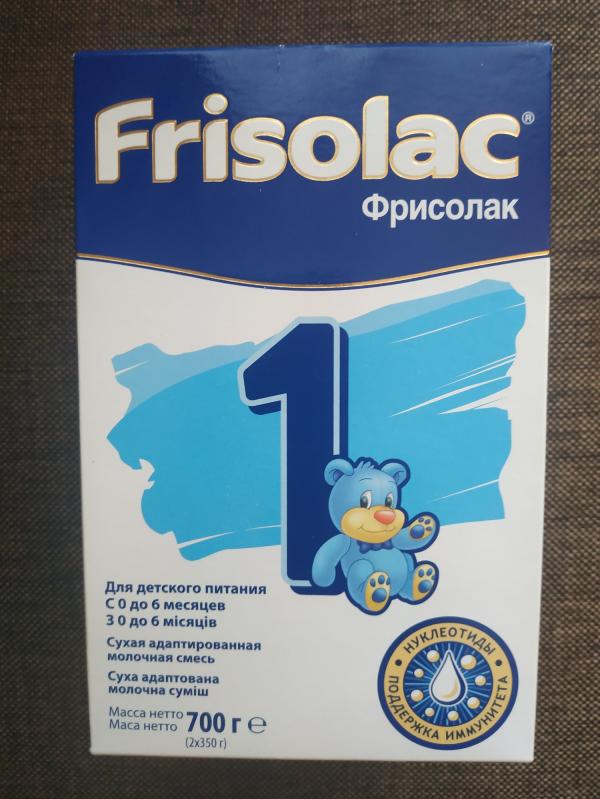 Frisolac®
Фрисолак
1
Для детского питания
С 0 до 6 месяцев
З 0 до 6 місяців
Сухая адаптированная
молочная смесь
Суха адаптована
молочна суміш
Масса нетто
Маса нетто
700 г ℮
(2x350 г)
• НУКЛЕОТИДЫ •
ПОДДЕРЖКА ИММУНИТЕТА